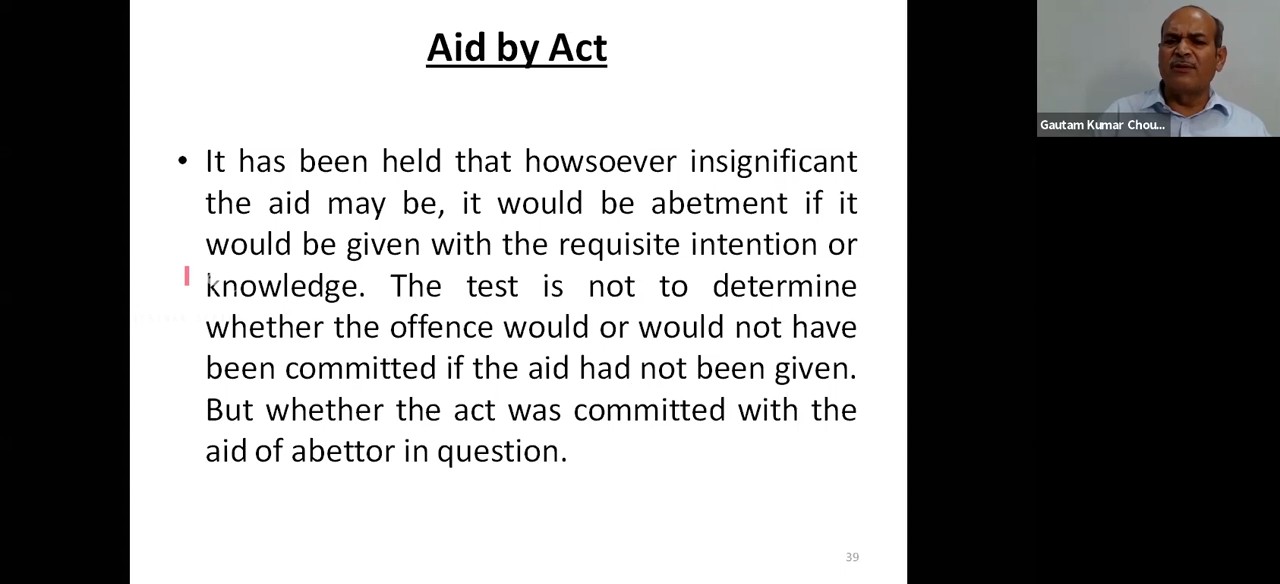 Aid by Act
Gautam Kumar Chou...
• It has been held that howsoever insignificant
the aid may be, it would be abetment if it
would be given with the requisite intention or
knowledge. The test is not to determine
whether the offence would or would not have
been committed if the aid had not been given.
But whether the act was committed with the
aid of abettor in question.
39